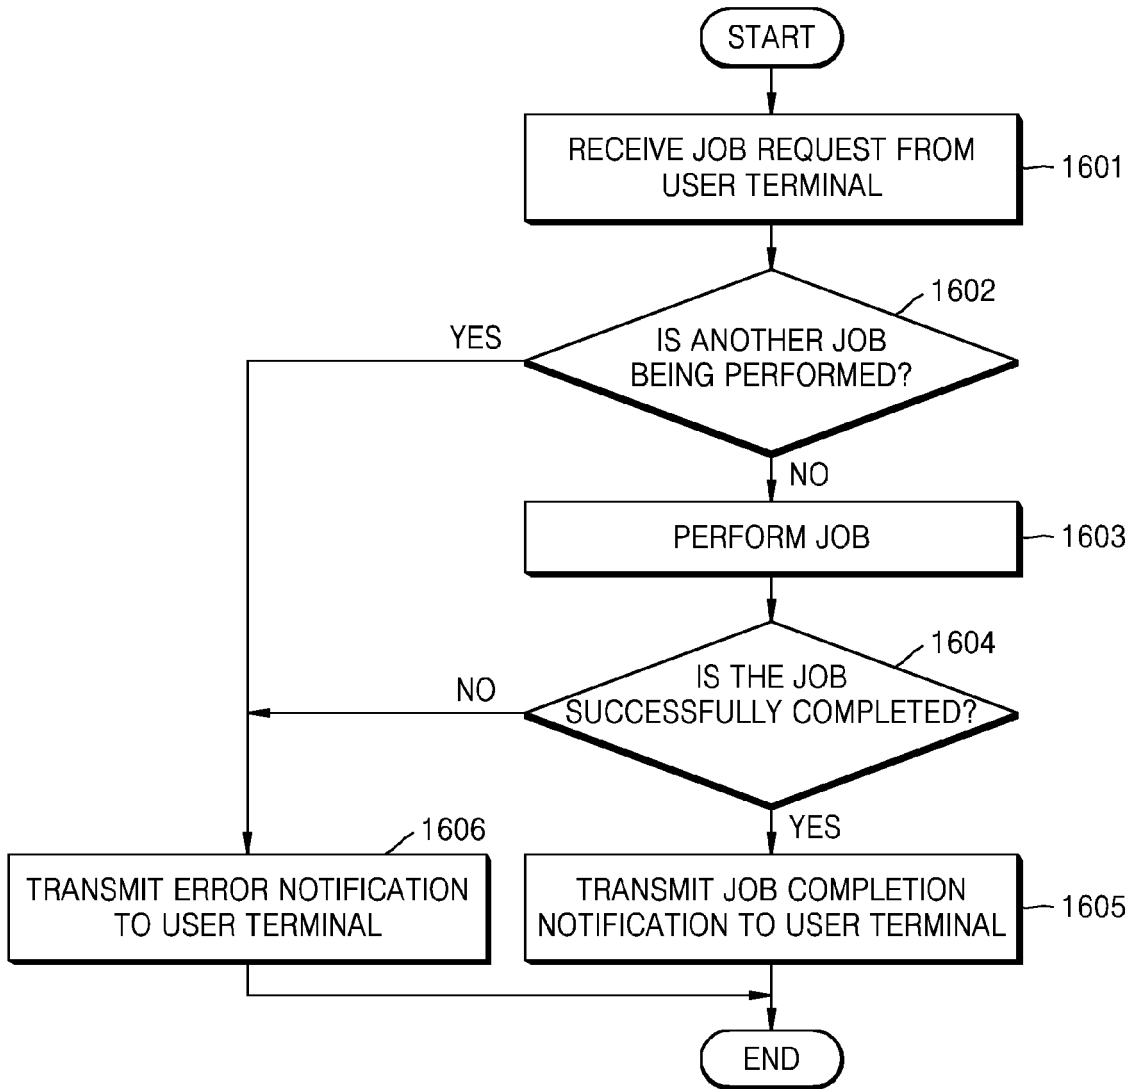 START
RECEIVE JOB REQUEST FROM
USER TERMINAL
1601
1602
IS ANOTHER JOB
BEING PERFORMED?
YES
NO
PERFORM JOB
1603
1604
IS THE JOB
SUCCESSFULLY COMPLETED?
NO
YES
1606
TRANSMIT ERROR NOTIFICATION
TO USER TERMINAL
TRANSMIT JOB COMPLETION
NOTIFICATION TO USER TERMINAL
1605
END